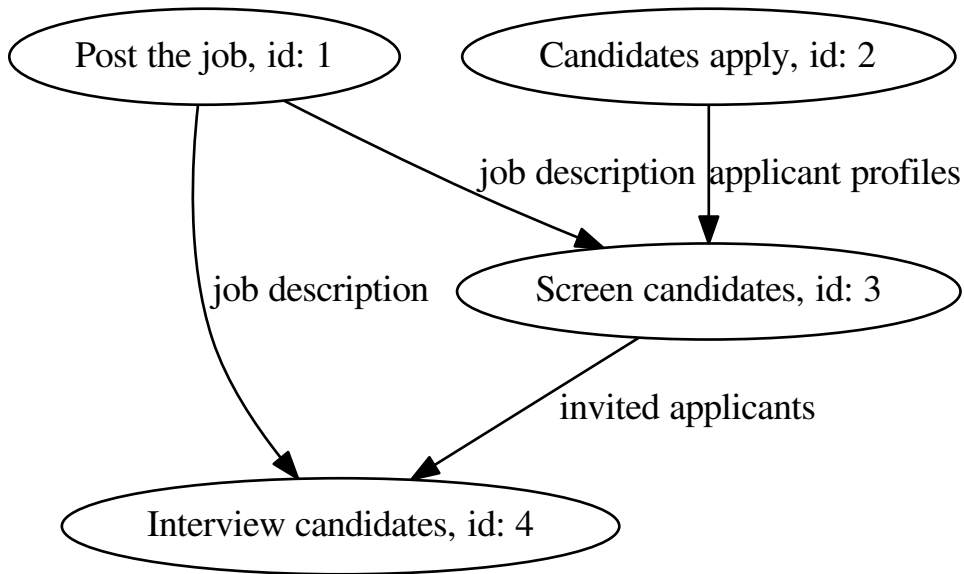 Post the job, id: 1
Candidates apply, id: 2
job description
applicant profiles
job description
Screen candidates, id: 3
invited applicants
Interview candidates, id: 4